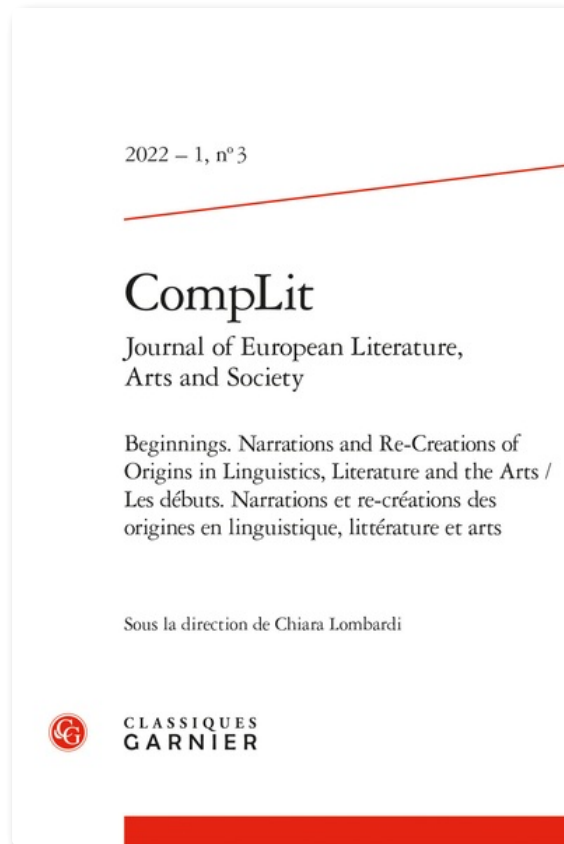 2022 – 1, nº 3
CompLit
Journal of European Literature,
Arts and Society
Beginnings. Narrations and Re-Creations of
Origins in Linguistics, Literature and the Arts /
Les débuts. Narrations et re-créations des
origines en linguistique, littérature et arts
Sous la direction de Chiara Lombardi
CG
CLASSIQUES
GARNIER